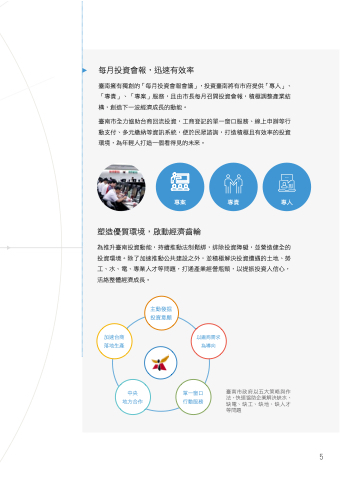 每月投資會報，迅速有效率
臺南擁有獨創的「每月投資會報會議」，投資臺南將有市府提供「專人」、
「專責」、「專案」服務，且由市長每月召開投資會報，積極調整產業結
構，創造下一波經濟成長的動能。
臺南市全力協助台商回流投資，工商登記的單一窗口服務，線上申辦等行
動支付、多元繳納等資訊系統，便於民眾諮詢，打造積極且有效率的投資
環境，為年輕人打造一個看得見的未來。
專案
專責
專人
塑造優質環境，啟動經濟齒輪
為推升臺南投資動能，持續推動法制鬆綁，排除投資障礙，並營造健全的
投資環境。除了加速推動公共建設之外，並積極解決投資遭遇的土地、勞
工、水、電、專業人才等問題，打通產業經營瓶頸，以提振投資人信心，
活絡整體經濟成長。
主動發掘
投資意願
加速台商
落地生產
以廠商需求
為導向
中央
地方合作
單一窗口
行動服務
臺南市政府以五大策略與作
法，快速協助企業解決缺水、
缺電、缺工、缺地、缺人才
等問題
5